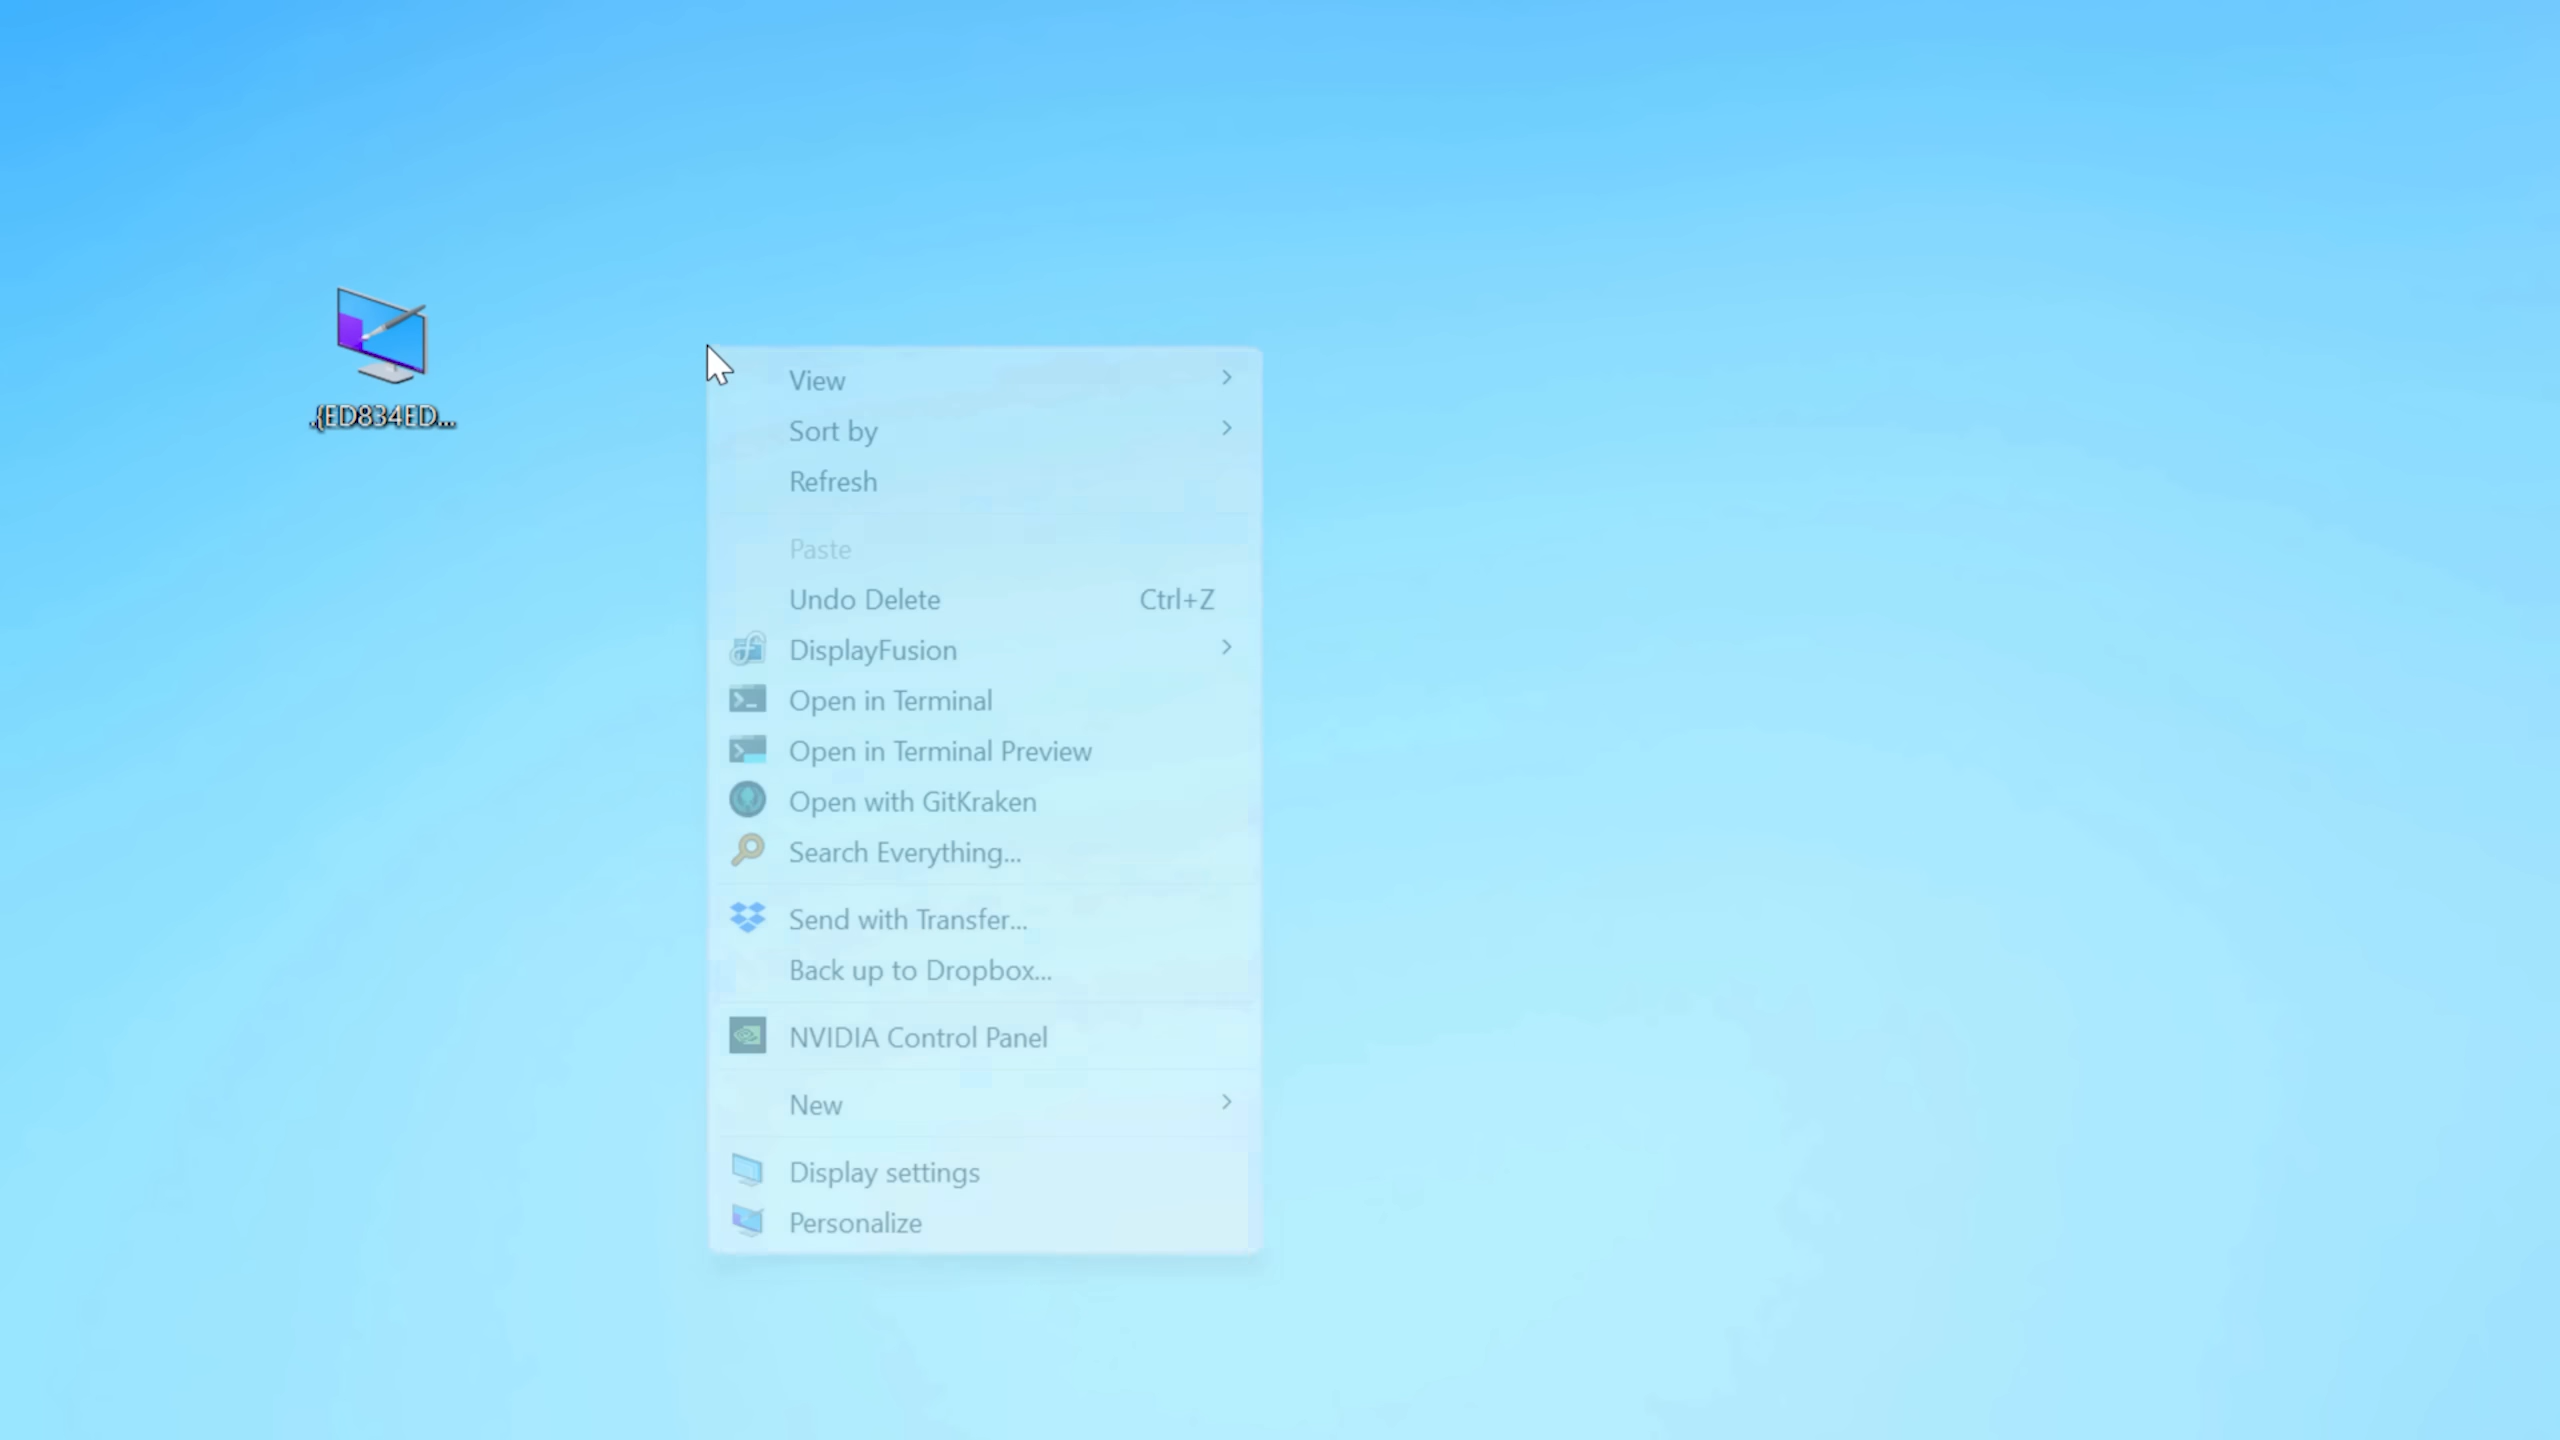 .{ED834ED...
View
Sort by
Refresh
Paste
Undo Delete Ctrl+Z
DisplayFusion
Open in Terminal
Open in Terminal Preview
Open with GitKraken
Search Everything...
Send with Transfer...
Back up to Dropbox...
NVIDIA Control Panel
New
Display settings
Personalize